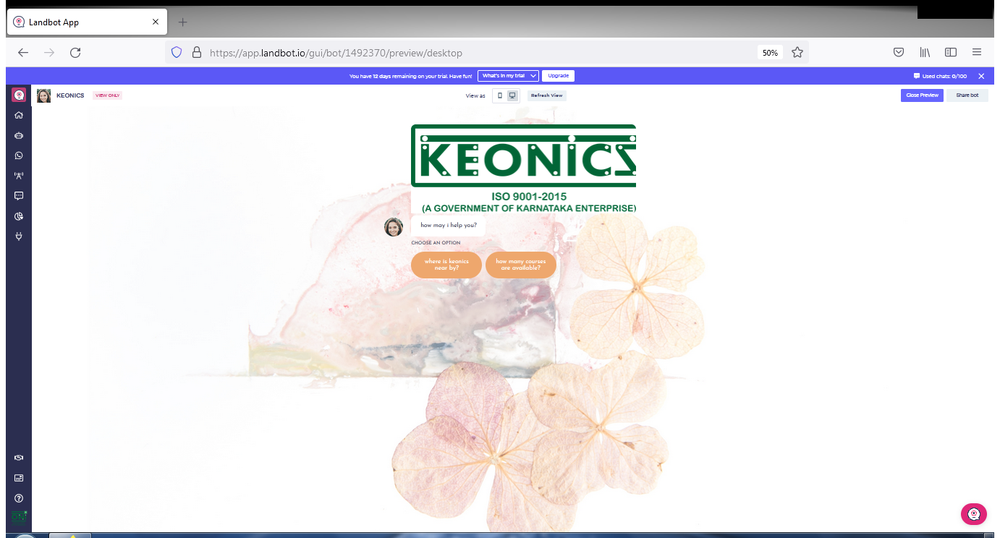 Landbot App
https://app.landbot.io/gui/bot/1492370/preview/desktop
50%
You have 12 days remaining on your trial. Have fun!
What's in my trial
Upgrade
Used chats: 0/100
KEONICS
VIEW ONLY
View as
Refresh View
Close Preview
Share bot
KEONICS
ISO 9001-2015
(A GOVERNMENT OF KARNATAKA ENTERPRISE)
how may i help you?
CHOOSE AN OPTION
where is keonics
near by?
how many courses
are available?